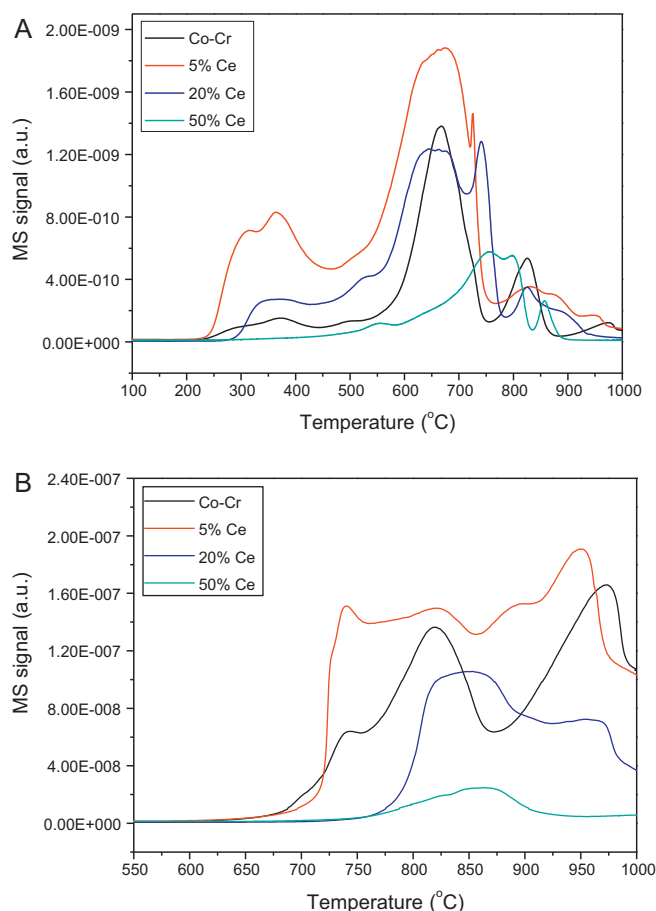 A
2.00E-009
1.60E-009
1.20E-009
8.00E-010
4.00E-010
0.00E+000
MS signal (a.u.)
Co-Cr
5% Ce
20% Ce
50% Ce
100 200 300 400 500 600 700 800 900 1000
Temperature (°C)
B
2.40E-007
2.00E-007
1.60E-007
1.20E-007
8.00E-008
4.00E-008
0.00E+000
MS signal (a.u.)
Co-Cr
5% Ce
20% Ce
50% Ce
550 600 650 700 750 800 850 900 950 1000
Temperature (°C)